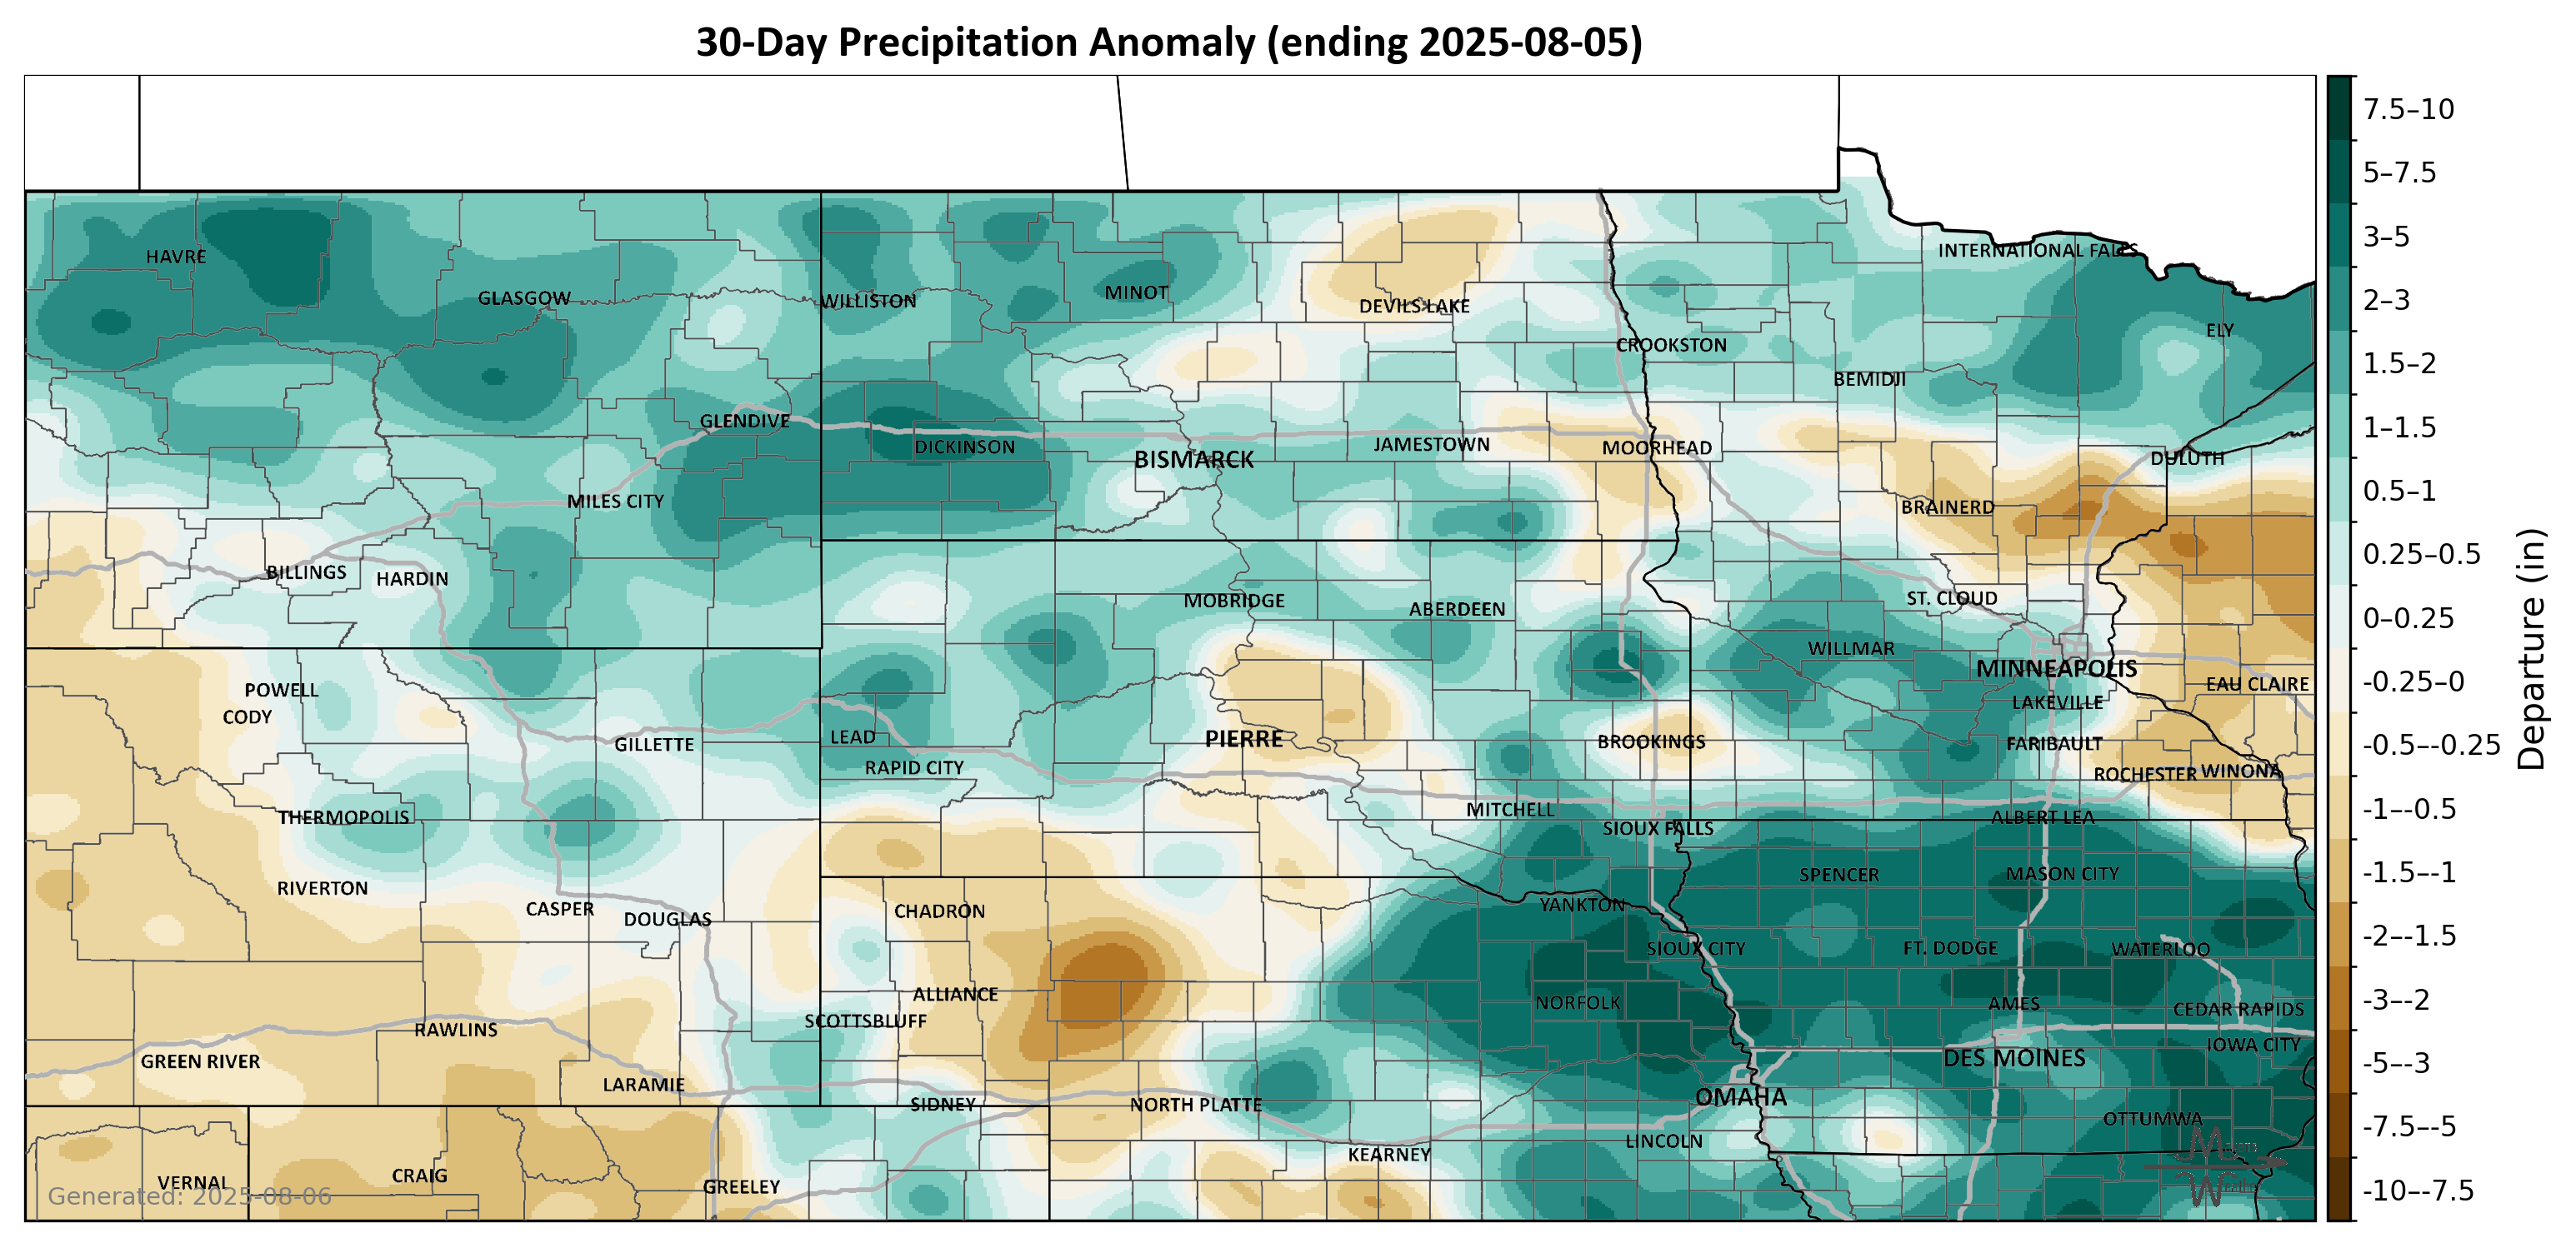 30-Day Precipitation Anomaly (ending 2025-08-05)
HAVRE
GLASGOW
WILLISTON
MINOT
DEVILS LAKE
INTERNATIONAL FALLS
ELY
CROOKSTON
BEMIDJI
GLENDIVE
DICKINSON
BISMARCK
JAMESTOWN
MOORHEAD
DULUTH
MILES CITY
BRAINERD
BILLINGS
HARDIN
MOBRIDGE
ABERDEEN
ST. CLOUD
WILLMAR
MINNEAPOLIS
EAU CLAIRE
POWELL
CODY
LAKEVILLE
GILLETTE
LEAD
PIERRE
BROOKINGS
FARIBAULT
RAPID CITY
ROCHESTER
WINONA
THERMOPOLIS
MITCHELL
SIOUX FALLS
ALBERT LEA
RIVERTON
SPENCER
MASON CITY
CASPER
DOUGLAS
CHADRON
YANKTON
SIOUX CITY
FT. DODGE
WATERLOO
ALLIANCE
NORFOLK
AMES
CEDAR RAPIDS
SCOTTSBLUFF
RAWLINS
IOWA CITY
GREEN RIVER
DES MOINES
LARAMIE
SIDNEY
NORTH PLATTE
OMAHA
OTTUMWA
LINCOLN
KEARNEY
CRAIG
VERNAL
GREELEY
Generated: 2025-08-06
7.5–10
5–7.5
3–5
2–3
1.5–2
1–1.5
0.5–1
0.25–0.5
0–0.25
-0.25–0
-0.5–-0.25
-1–-0.5
-1.5–-1
-2–-1.5
-3–-2
-5–-3
-7.5–-5
-10–-7.5
Departure (in)